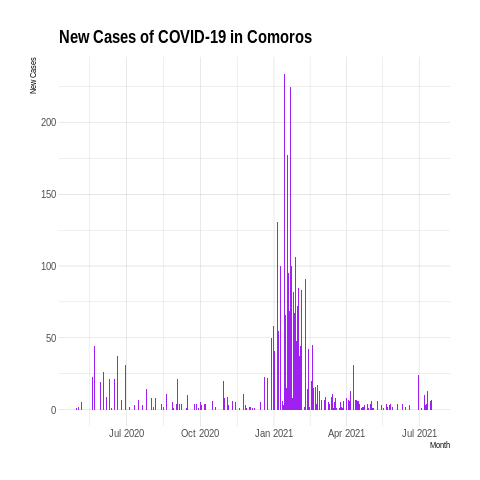 New Cases of COVID-19 in Comoros
New Cases
200
150
100
50
0
Jul 2020 Oct 2020 Jan 2021 Apr 2021 Jul 2021
Month